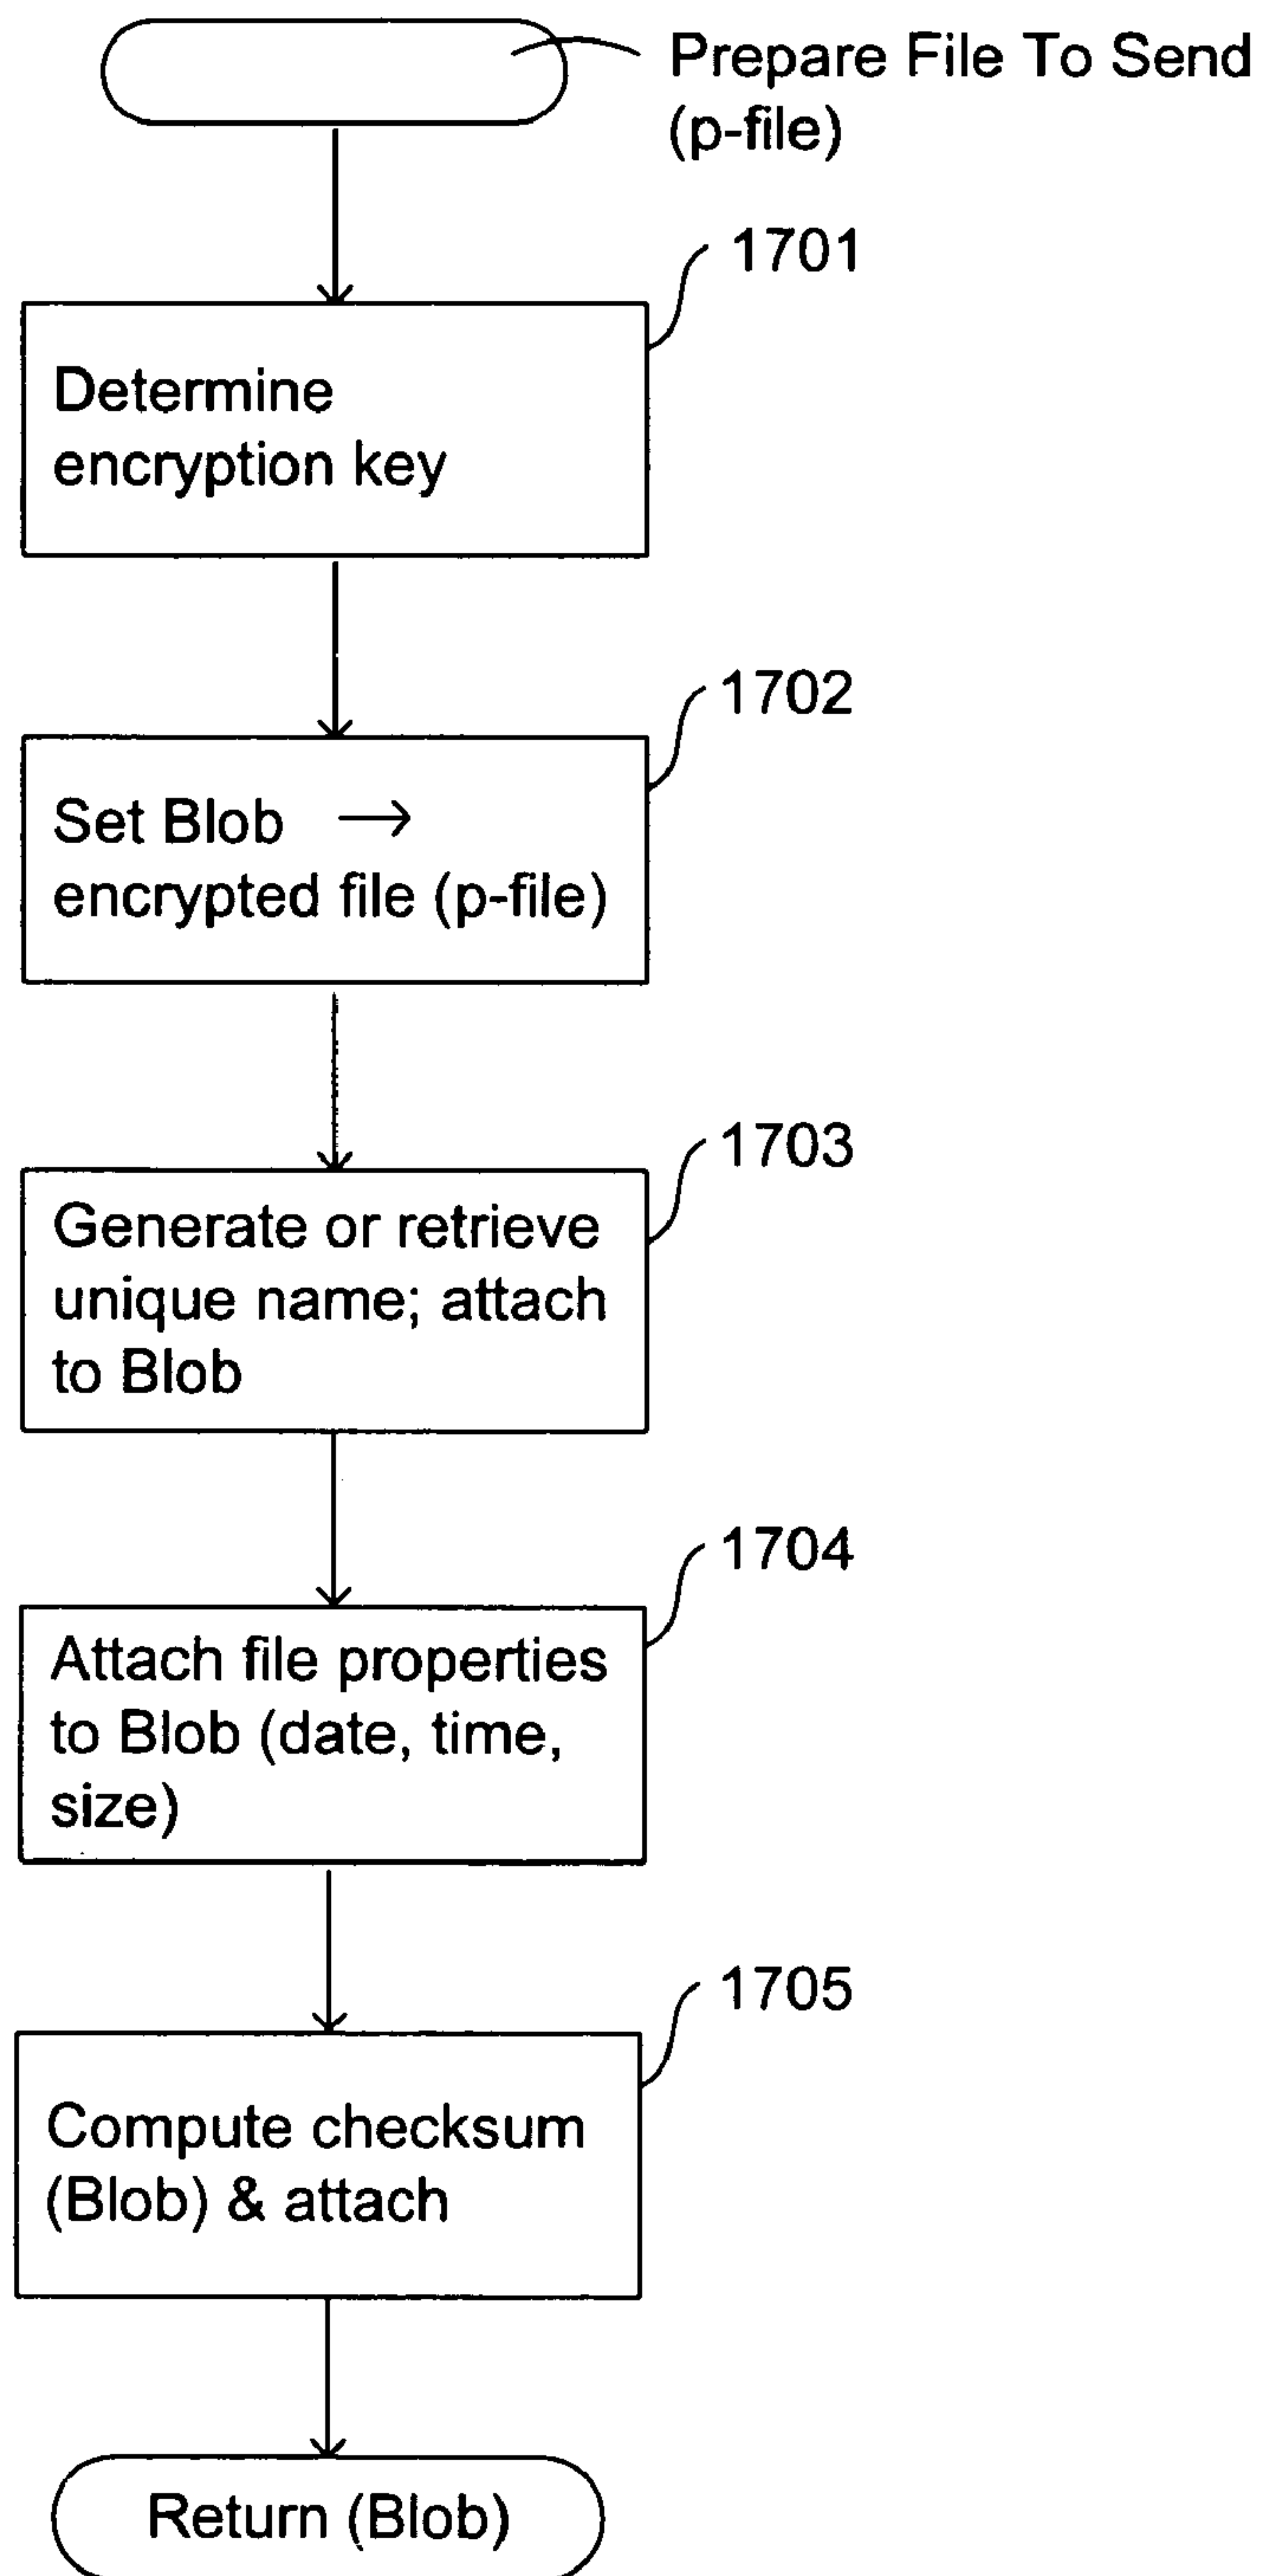 Prepare File To Send
(p-file)
1701
Determine
encryption key
1702
Set Blob →
encrypted file (p-file)
1703
Generate or retrieve
unique name; attach
to Blob
1704
Attach file properties
to Blob (date, time,
size)
1705
Compute checksum
(Blob) & attach
Return (Blob)